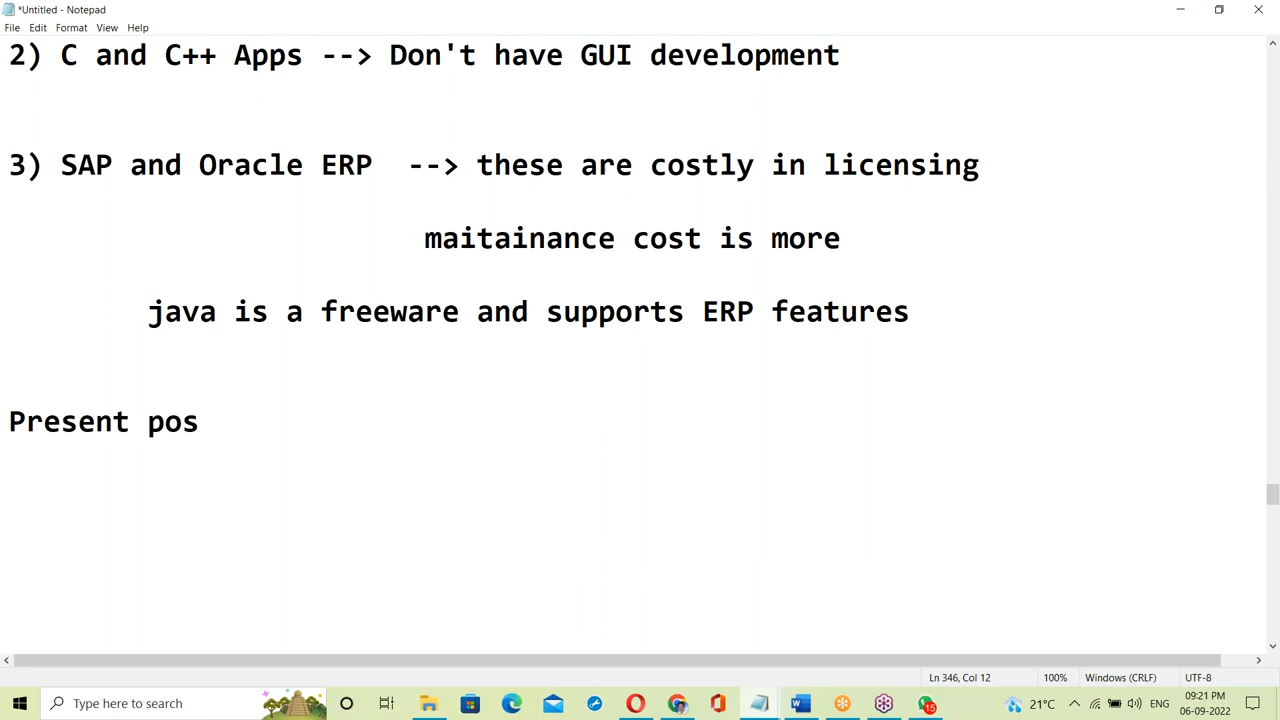 *Untitled - Notepad
File Edit Format View Help
2) C and C++ Apps --> Don't have GUI development
3) SAP and Oracle ERP --> these are costly in licensing
maitainance cost is more
java is a freeware and supports ERP features
Present pos
Ln 346, Col 12 100% Windows (CRLF) UTF-8
Type here to search 15 21°C ENG 09:21 PM
06-09-2022